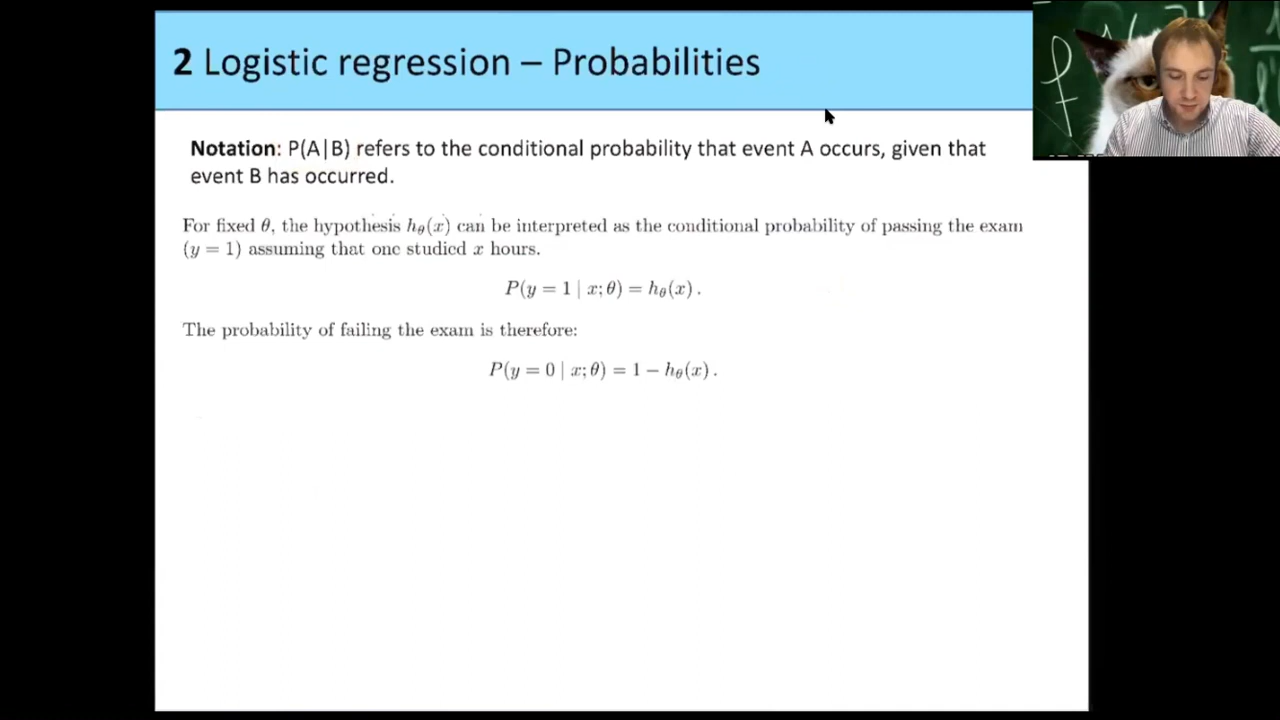 2 Logistic regression – Probabilities
Notation: P(A|B) refers to the conditional probability that event A occurs, given that
event B has occurred.
For fixed θ, the hypothesis hθ(x) can be interpreted as the conditional probability of passing the exam
(y = 1) assuming that one studied x hours.
P(y = 1 | x; θ) = hθ(x) .
The probability of failing the exam is therefore:
P(y = 0 | x; θ) = 1 − hθ(x) .